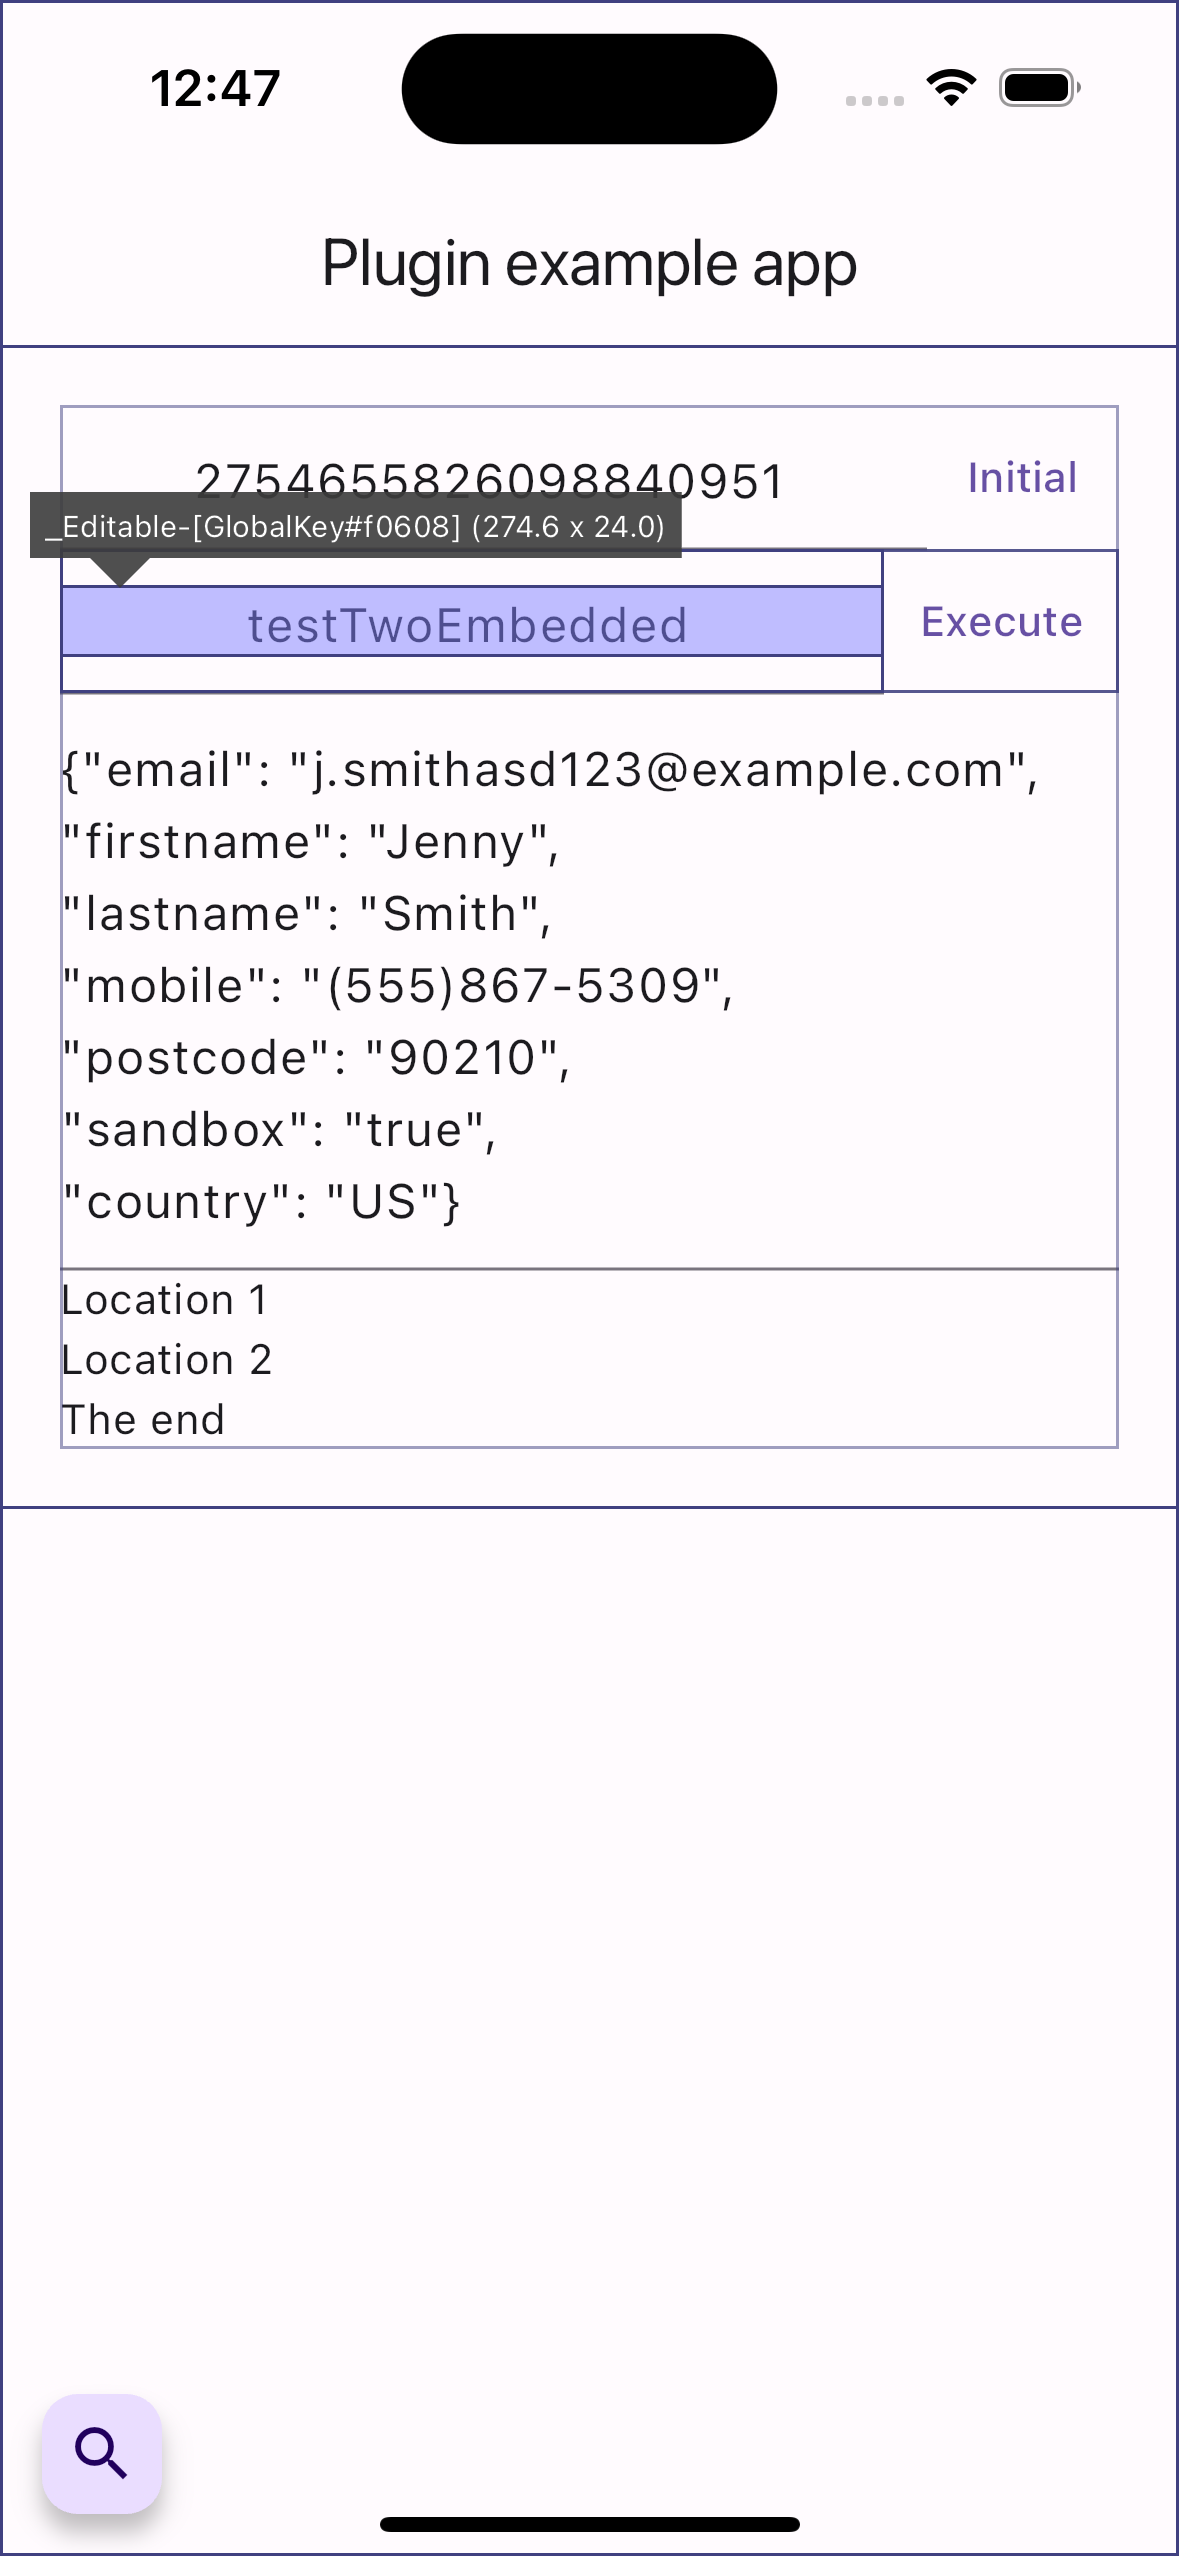 12:47
Plugin example app
2754655826098840951
Initial
_Editable-[GlobalKey#f0608] (274.6 x 24.0)
testTwoEmbedded
Execute
{"email": "j.smithasd123@example.com",
"firstname": "Jenny",
"lastname": "Smith",
"mobile": "(555)867-5309",
"postcode": "90210",
"sandbox": "true",
"country": "US"}
Location 1
Location 2
The end